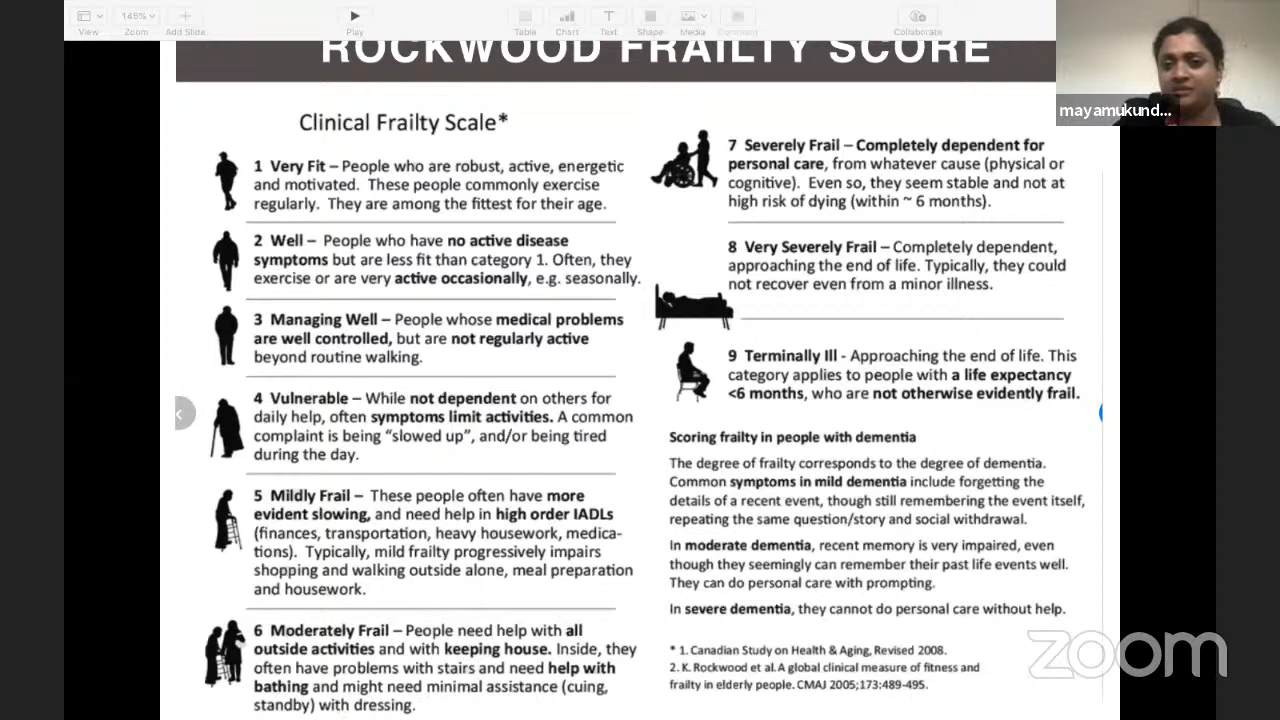 View
145%
Zoom
Add Slide
Play
Table
Chart
Text
Shape
Media
Comment
Collaborate
mayamukund...
ROCKWOOD FRAILTY SCORE
Clinical Frailty Scale*
1 Very Fit – People who are robust, active, energetic
and motivated. These people commonly exercise
regularly. They are among the fittest for their age.
2 Well – People who have no active disease
symptoms but are less fit than category 1. Often, they
exercise or are very active occasionally, e.g. seasonally.
3 Managing Well – People whose medical problems
are well controlled, but are not regularly active
beyond routine walking.
4 Vulnerable – While not dependent on others for
daily help, often symptoms limit activities. A common
complaint is being “slowed up”, and/or being tired
during the day.
5 Mildly Frail – These people often have more
evident slowing, and need help in high order IADLs
(finances, transportation, heavy housework, medica-
tions). Typically, mild frailty progressively impairs
shopping and walking outside alone, meal preparation
and housework.
6 Moderately Frail – People need help with all
outside activities and with keeping house. Inside, they
often have problems with stairs and need help with
bathing and might need minimal assistance (cuing,
standby) with dressing.
7 Severely Frail – Completely dependent for
personal care, from whatever cause (physical or
cognitive). Even so, they seem stable and not at
high risk of dying (within ~ 6 months).
8 Very Severely Frail – Completely dependent,
approaching the end of life. Typically, they could
not recover even from a minor illness.
9 Terminally Ill - Approaching the end of life. This
category applies to people with a life expectancy
<6 months, who are not otherwise evidently frail.
Scoring frailty in people with dementia
The degree of frailty corresponds to the degree of dementia.
Common symptoms in mild dementia include forgetting the
details of a recent event, though still remembering the event itself,
repeating the same question/story and social withdrawal.
In moderate dementia, recent memory is very impaired, even
though they seemingly can remember their past life events well.
They can do personal care with prompting.
In severe dementia, they cannot do personal care without help.
* 1. Canadian Study on Health & Aging, Revised 2008.
2. K. Rockwood et al. A global clinical measure of fitness and
frailty in elderly people. CMAJ 2005;173:489-495.
zoom